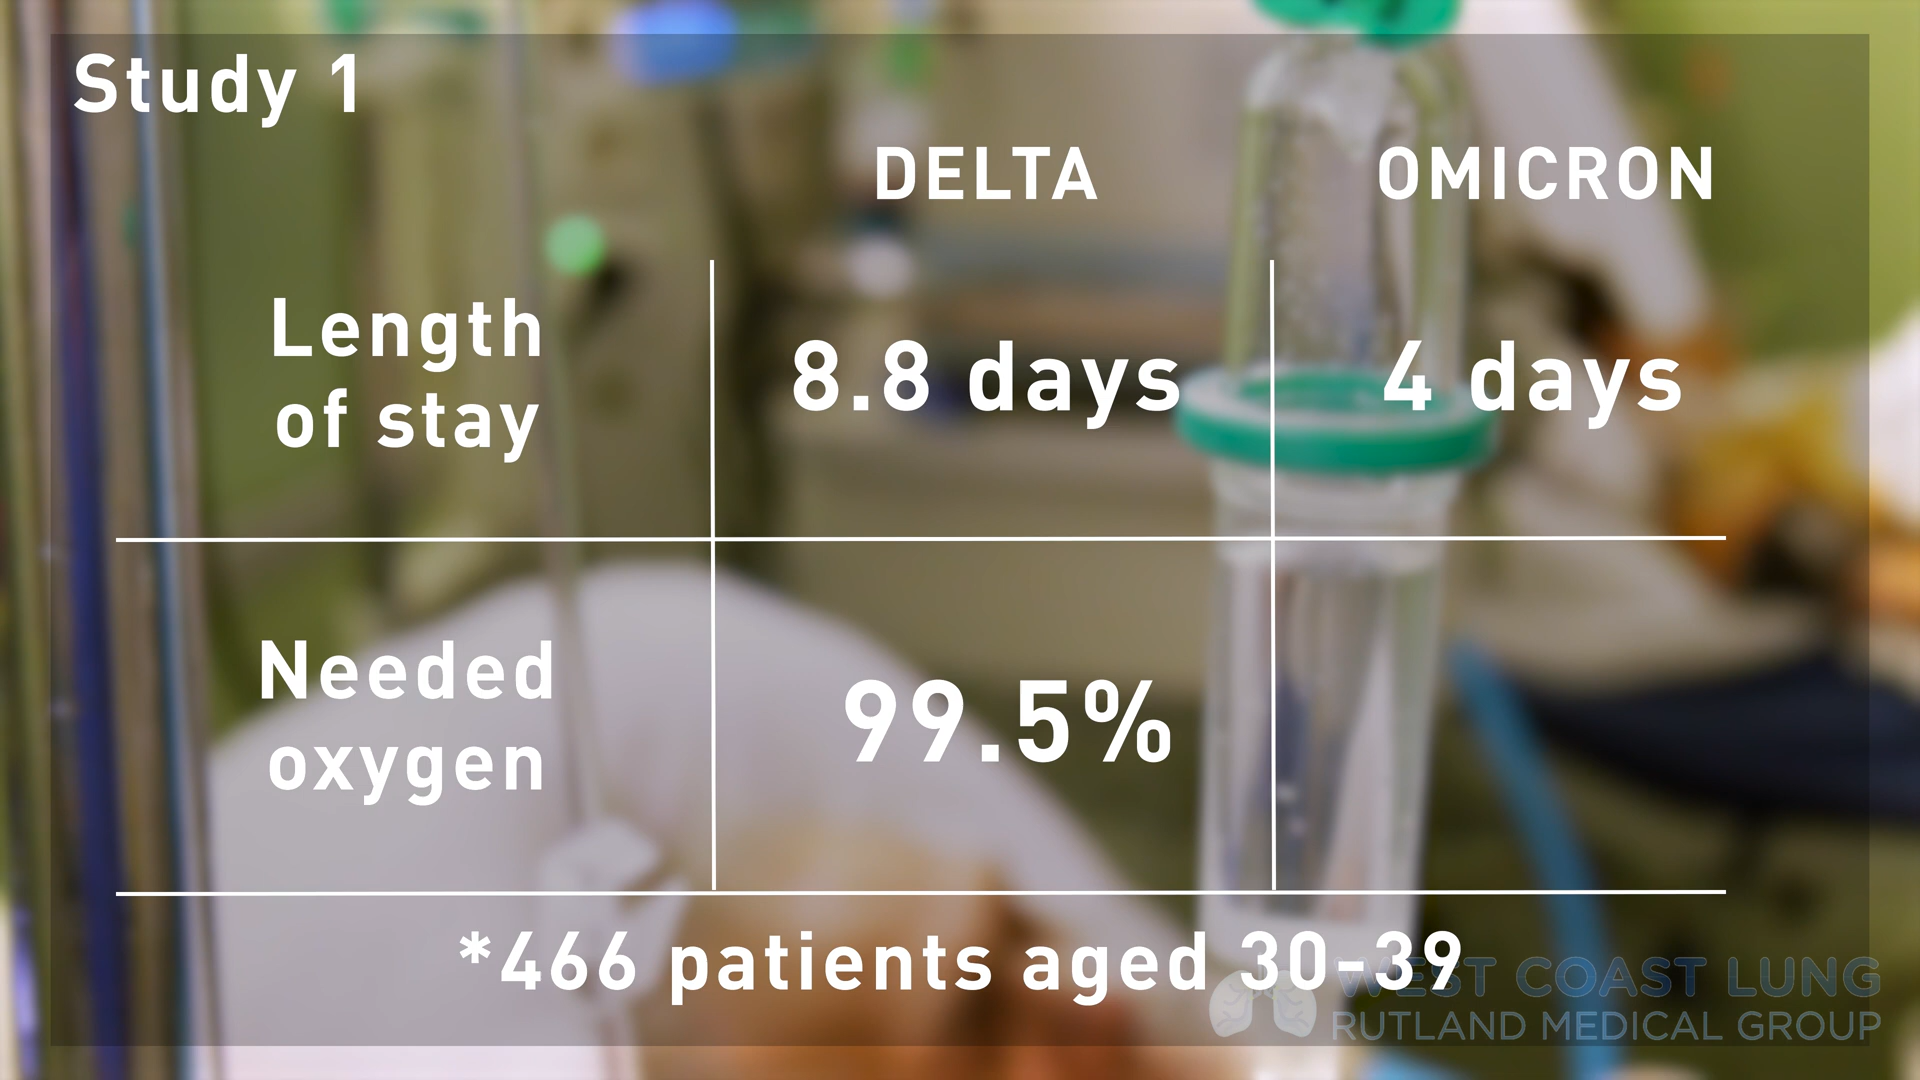 Study 1
DELTA OMICRON
Length
of stay
8.8 days 4 days
Needed
oxygen
99.5%
*466 patients aged 30-39
WEST COAST LUNG
RUTLAND MEDICAL GROUP